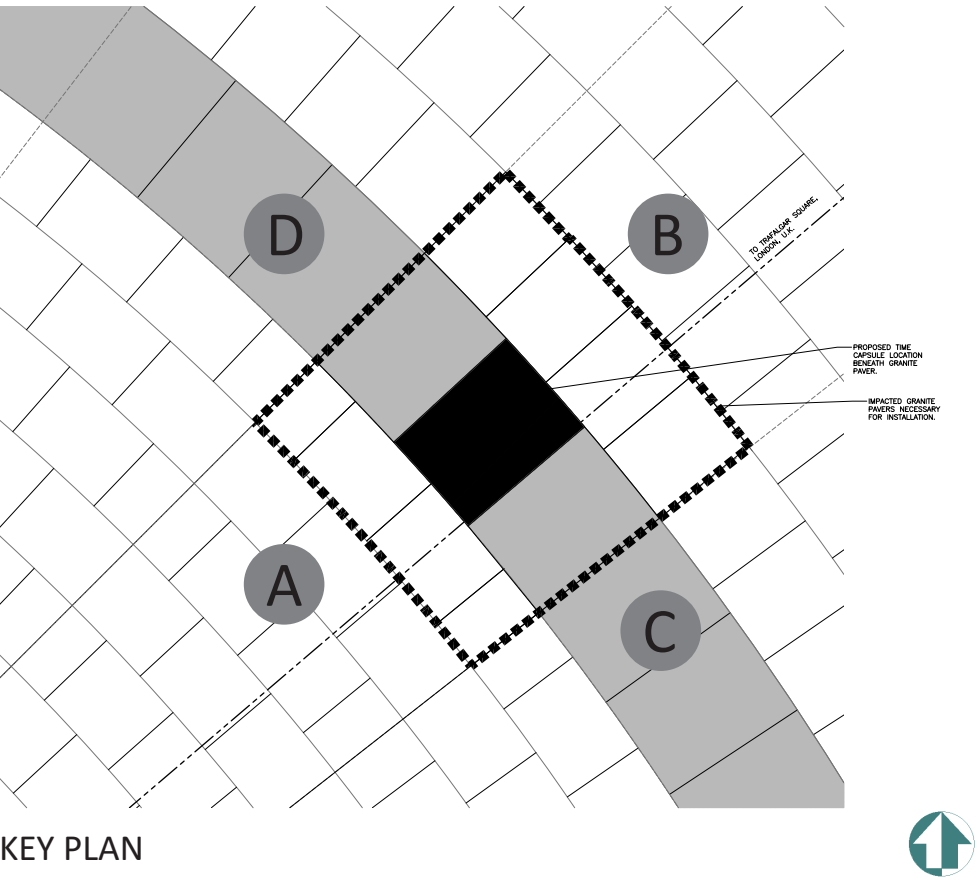 D
B
TO TRAFALGAR SQUARE,
LONDON, U.K.
PROPOSED TIME
CAPSULE LOCATION
BENEATH GRANITE
PAVER.
IMPACTED GRANITE
PAVERS NECESSARY
FOR INSTALLATION.
A
C
KEY PLAN